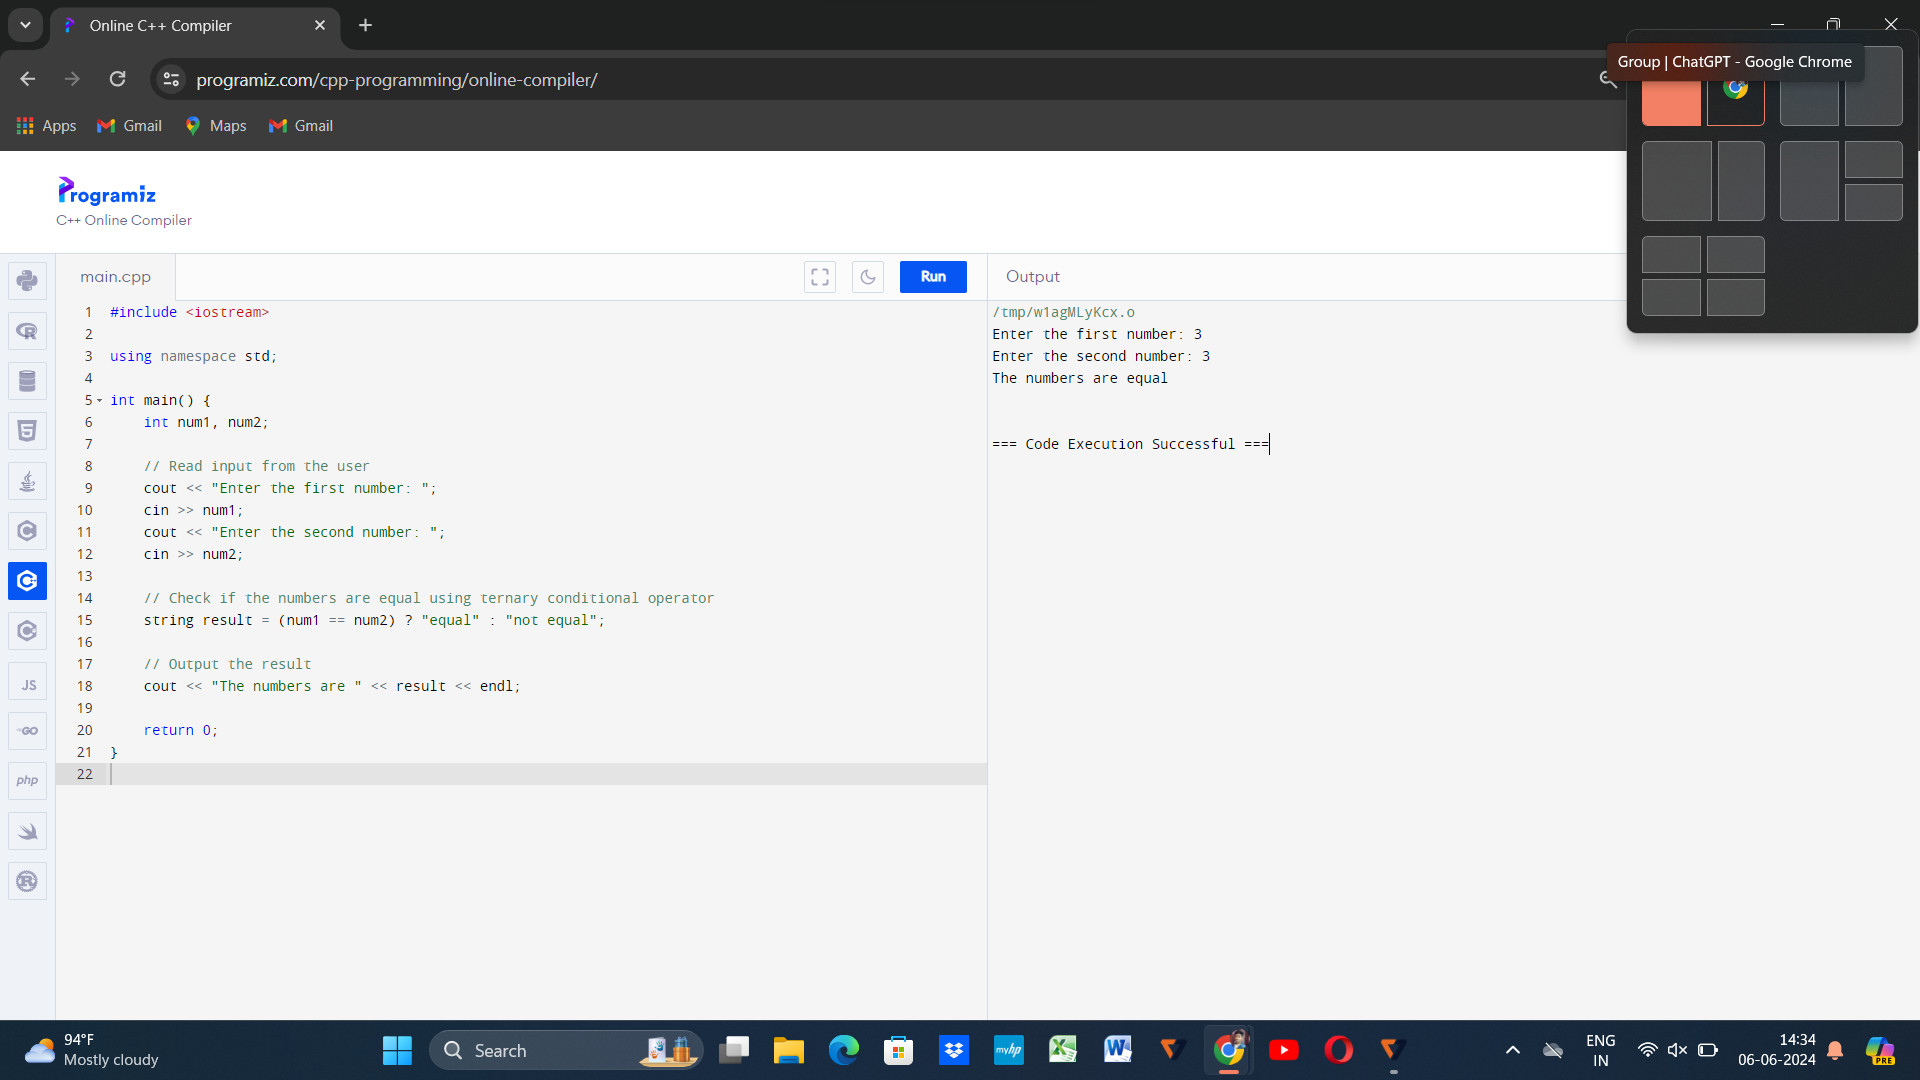 Online C++ Compiler
programiz.com/cpp-programming/online-compiler/
Group | ChatGPT - Google Chrome
Apps Gmail Maps Gmail
Programiz
C++ Online Compiler
main.cpp Run Output
1 #include <iostream>
2
3 using namespace std;
4
5 int main() {
6 int num1, num2;
7
8 // Read input from the user
9 cout << "Enter the first number: ";
10 cin >> num1;
11 cout << "Enter the second number: ";
12 cin >> num2;
13
14 // Check if the numbers are equal using ternary conditional operator
15 string result = (num1 == num2) ? "equal" : "not equal";
16
17 // Output the result
18 cout << "The numbers are " << result << endl;
19
20 return 0;
21 }
22
/tmp/w1agMLyKcx.o
Enter the first number: 3
Enter the second number: 3
The numbers are equal
=== Code Execution Successful ===
JS
GO
php
94°F
Mostly cloudy
Search
myhp
ENG
IN
14:34
06-06-2024
PRE